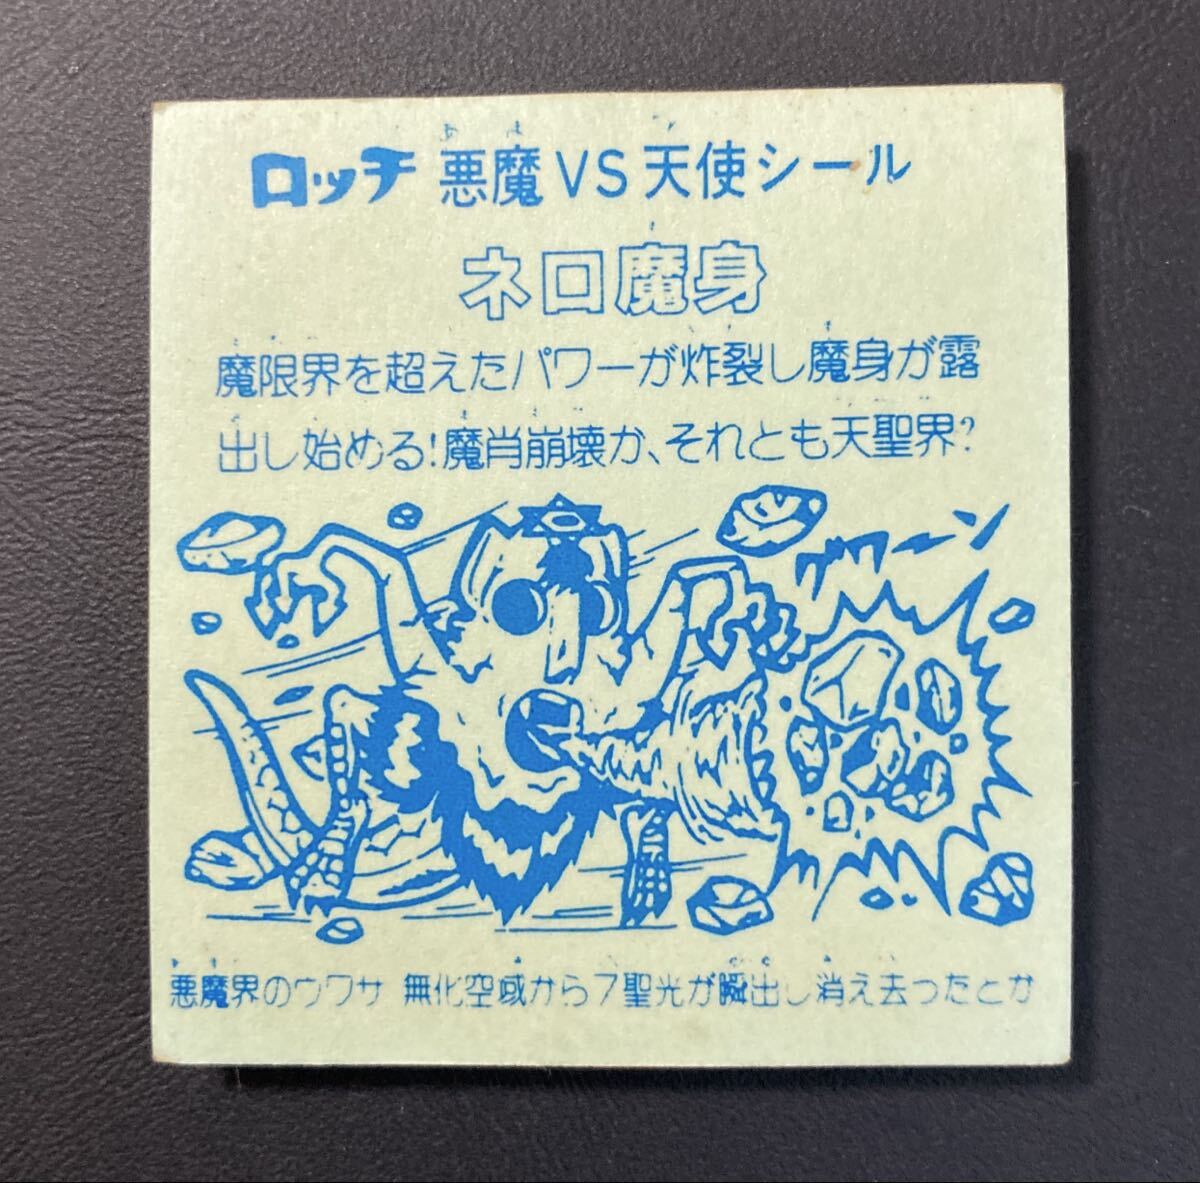 ロッチ 悪魔VS天使シール
ネロ魔身
魔限界を超えたパワーが炸裂し魔身が露
出し始める!魔肖崩壊か、それとも天聖界?
ガーン
悪魔界のウワサ 無化空域から7聖光が瞬出し消え去ったとか